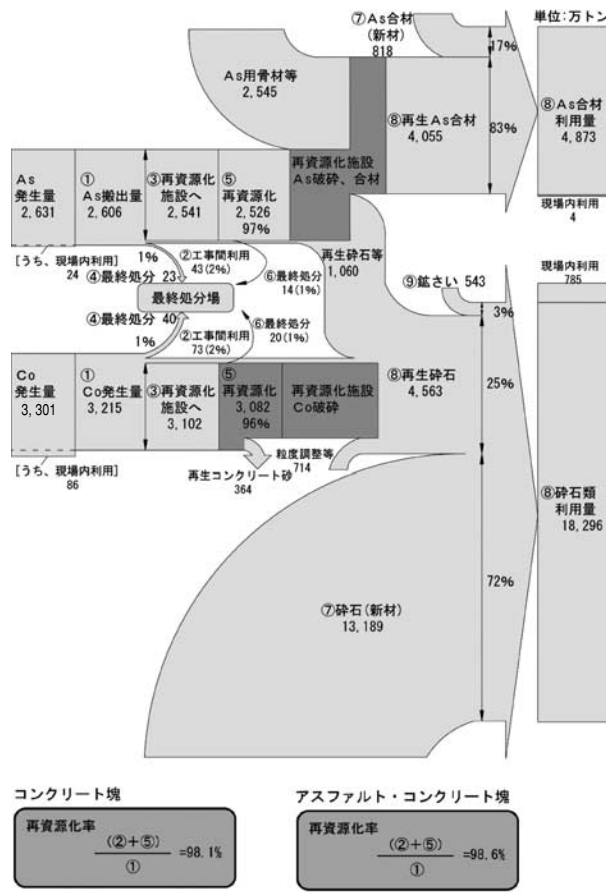 単位:万トン
⑦As合材
(新材)
818
17%
As用骨材等
2,545
⑧再生As合材
4,055
83%
⑧As合材
利用量
4,873
現場内利用
4
As
発生量
2,631
①
As搬出量
2,606
③再資源化
施設へ
2,541
⑤
再資源化
2,526
97%
再資源化施設
As破砕、合材
[うち、現場内利用]
24
1%
④最終処分 23
②工事間利用
43(2%)
⑥最終処分
14(1%)
再生砕石等
1,060
⑨鉱さい 543
3%
現場内利用
785
最終処分場
④最終処分 40
1%
②工事間利用
73(2%)
⑥最終処分
20(1%)
Co
発生量
3,301
①
Co発生量
3,215
③再資源化
施設へ
3,102
⑤
再資源化
3,082
96%
再資源化施設
Co破砕
⑧再生砕石
4,563
25%
[うち、現場内利用]
86
再生コンクリート砂
364
粒度調整等
714
⑧砕石類
利用量
18,296
72%
⑦砕石(新材)
13,189
コンクリート塊
再資源化率
(②+⑤)
①
=98.1%
アスファルト・コンクリート塊
再資源化率
(②+⑤)
①
=98.6%